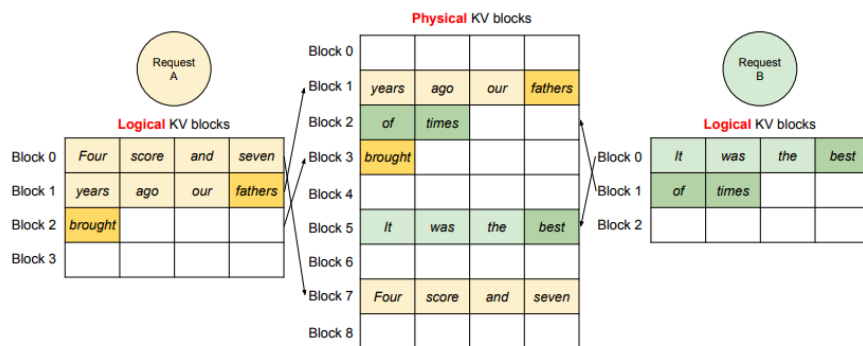 Physical KV blocks
Block 0
Block 1 years ago our fathers
Block 2 of times
Block 3 brought
Block 4
Block 5 It was the best
Block 6
Block 7 Four score and seven
Block 8
Request
A
Logical KV blocks
Block 0 Four score and seven
Block 1 years ago our fathers
Block 2 brought
Block 3
Request
B
Logical KV blocks
Block 0 It was the best
Block 1 of times
Block 2